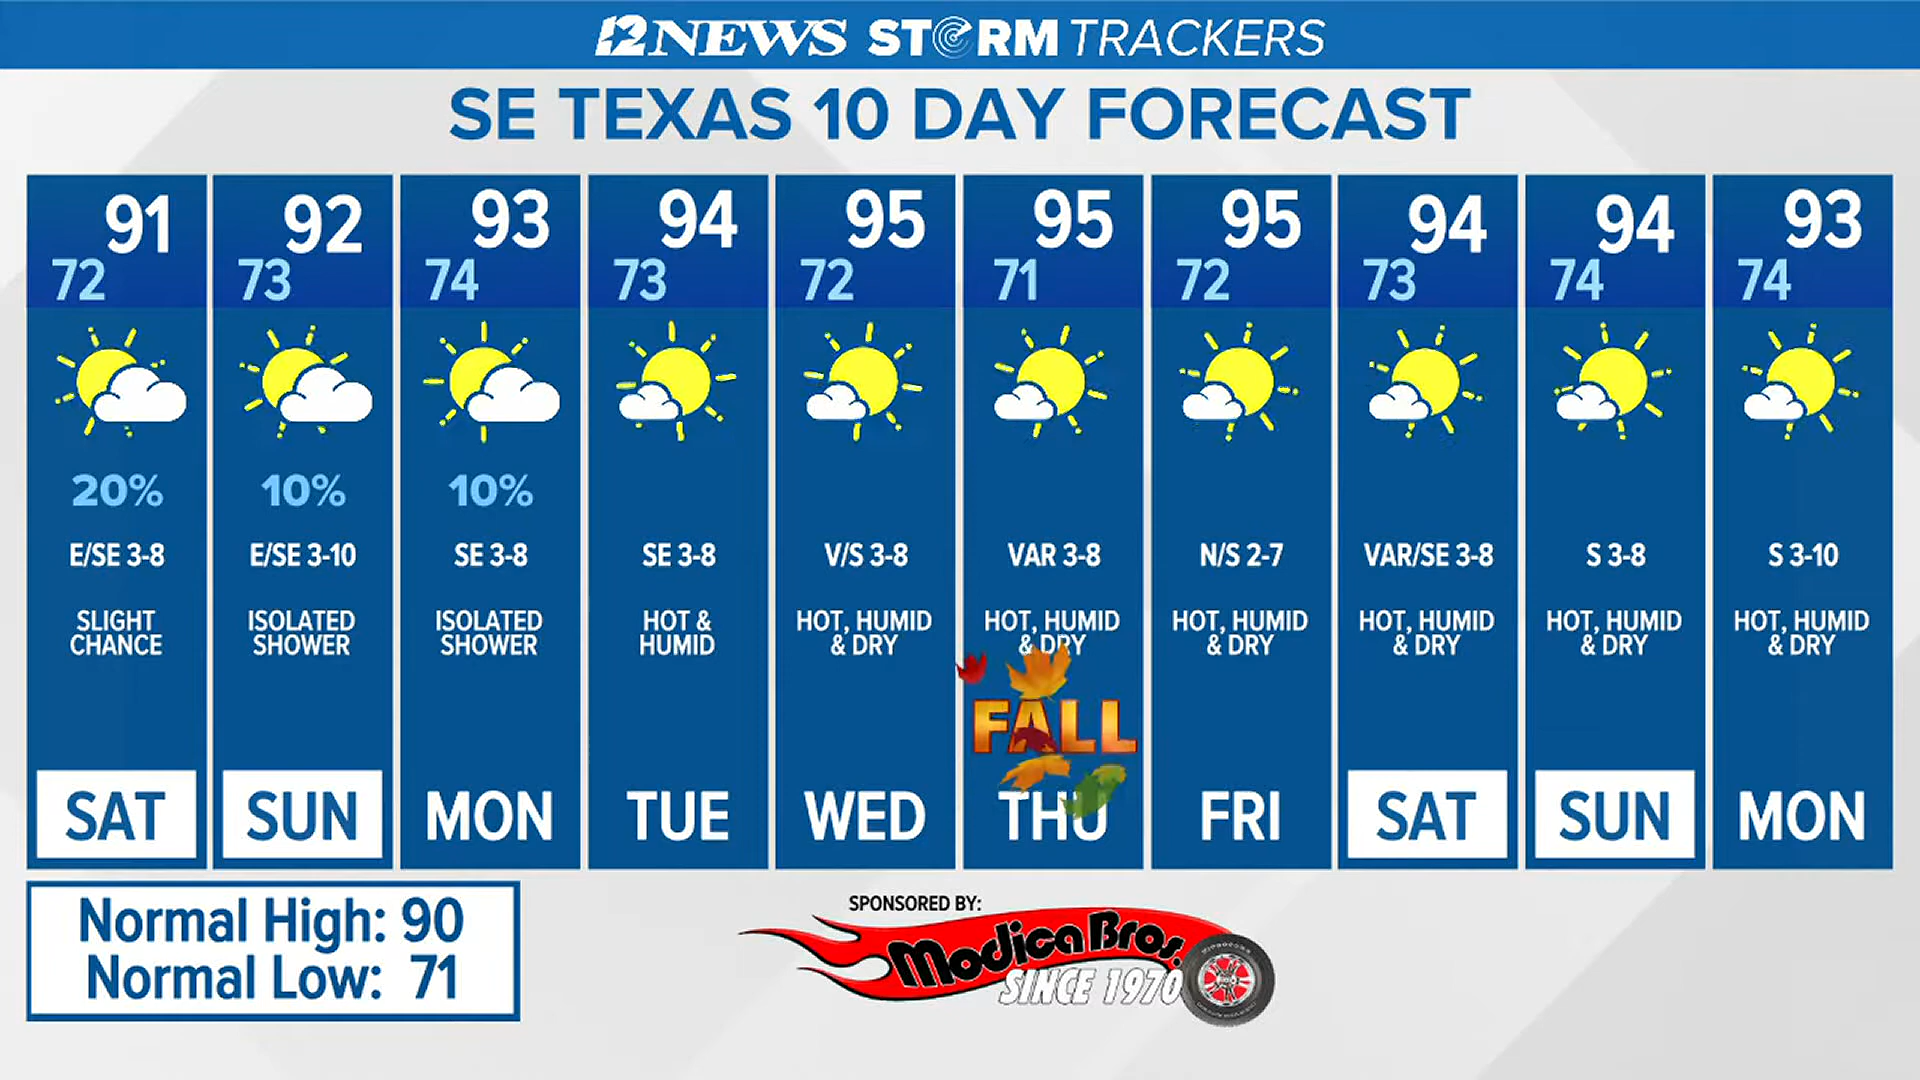 12NEWS STORM TRACKERS
SE TEXAS 10 DAY FORECAST
91
72
20%
E/SE 3-8
SLIGHT
CHANCE
SAT
92
73
10%
E/SE 3-10
ISOLATED
SHOWER
SUN
93
74
10%
SE 3-8
ISOLATED
SHOWER
MON
94
73
SE 3-8
HOT &
HUMID
TUE
95
72
V/S 3-8
HOT, HUMID
& DRY
WED
95
71
VAR 3-8
HOT, HUMID
& DRY
FALL
THU
95
72
N/S 2-7
HOT, HUMID
& DRY
FRI
94
73
VAR/SE 3-8
HOT, HUMID
& DRY
SAT
94
74
S 3-8
HOT, HUMID
& DRY
SUN
93
74
S 3-10
HOT, HUMID
& DRY
MON
Normal High: 90
Normal Low: 71
SPONSORED BY:
Modica Bros.
SINCE 1970